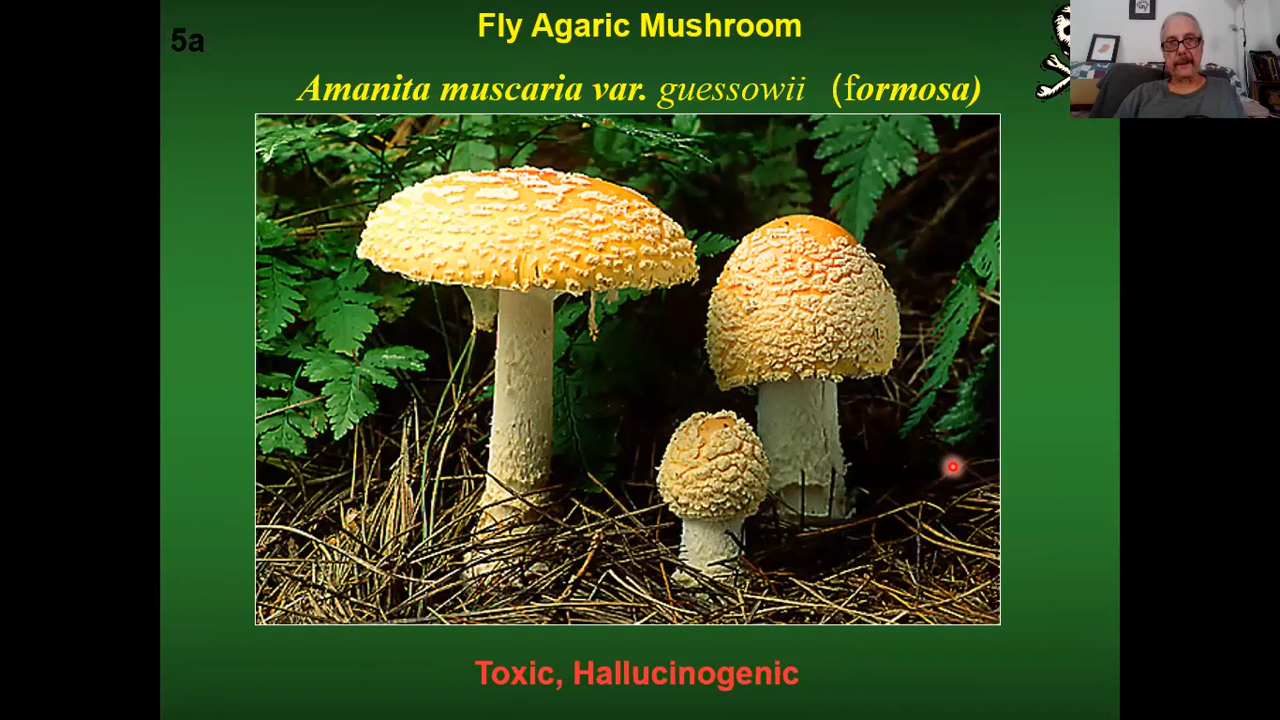 Fly Agaric Mushroom
5a
Amanita muscaria var. guessowii (formosa)
Toxic, Hallucinogenic